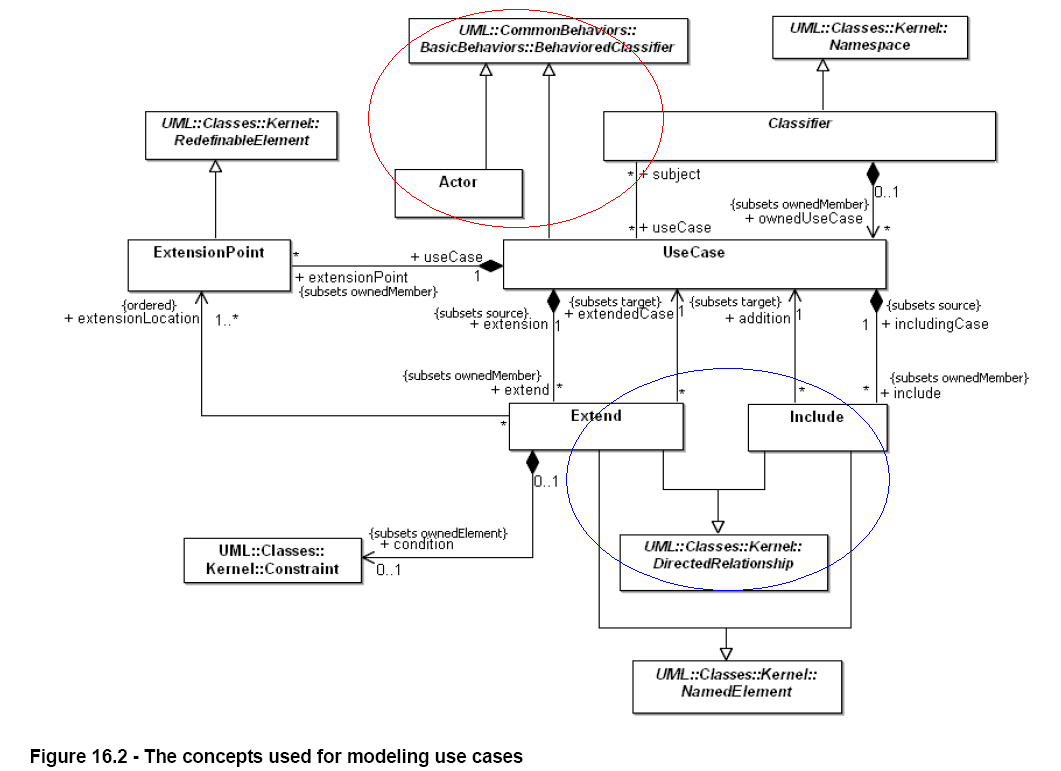 UML::CommonBehaviors::
BasicBehaviors::BehavioredClassifier
UML::Classes::Kernel::
Namespace
UML::Classes::Kernel::
RedefinableElement
Classifier
Actor
* + subject
0..1
{subsets ownedMember}
+ ownedUseCase
* + useCase
*
ExtensionPoint
*
+ useCase
1
UseCase
+ extensionPoint
{subsets ownedMember}
{ordered}
+ extensionLocation
1..*
{subsets source}
+ extension
1
{subsets target}
+ extendedCase
1
{subsets target}
+ addition
1
{subsets source}
1
+ includingCase
{subsets ownedMember}
+ extend
*
*
*
*
{subsets ownedMember}
+ include
*
Extend
Include
0..1
{subsets ownedElement}
+ condition
0..1
UML::Classes::
Kernel::Constraint
UML::Classes::Kernel::
DirectedRelationship
UML::Classes::Kernel::
NamedElement
Figure 16.2 - The concepts used for modeling use cases